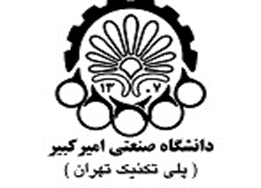 ۱۳۰۷
دانشگاه صنعتی امیرکبیر
( پلی تکنیک تهران )